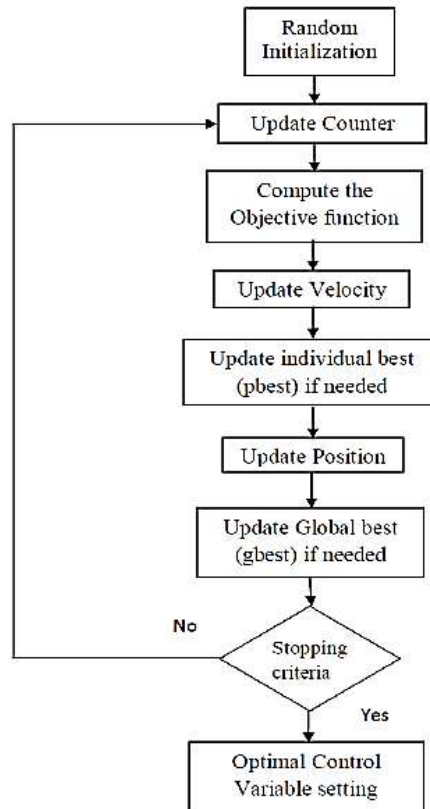 Random
Initialization
Update Counter
Compute the
Objective function
Update Velocity
Update individual best
(pbest) if needed
Update Position
Update Global best
(gbest) if needed
No
Stopping
criteria
Yes
Optimal Control
Variable setting